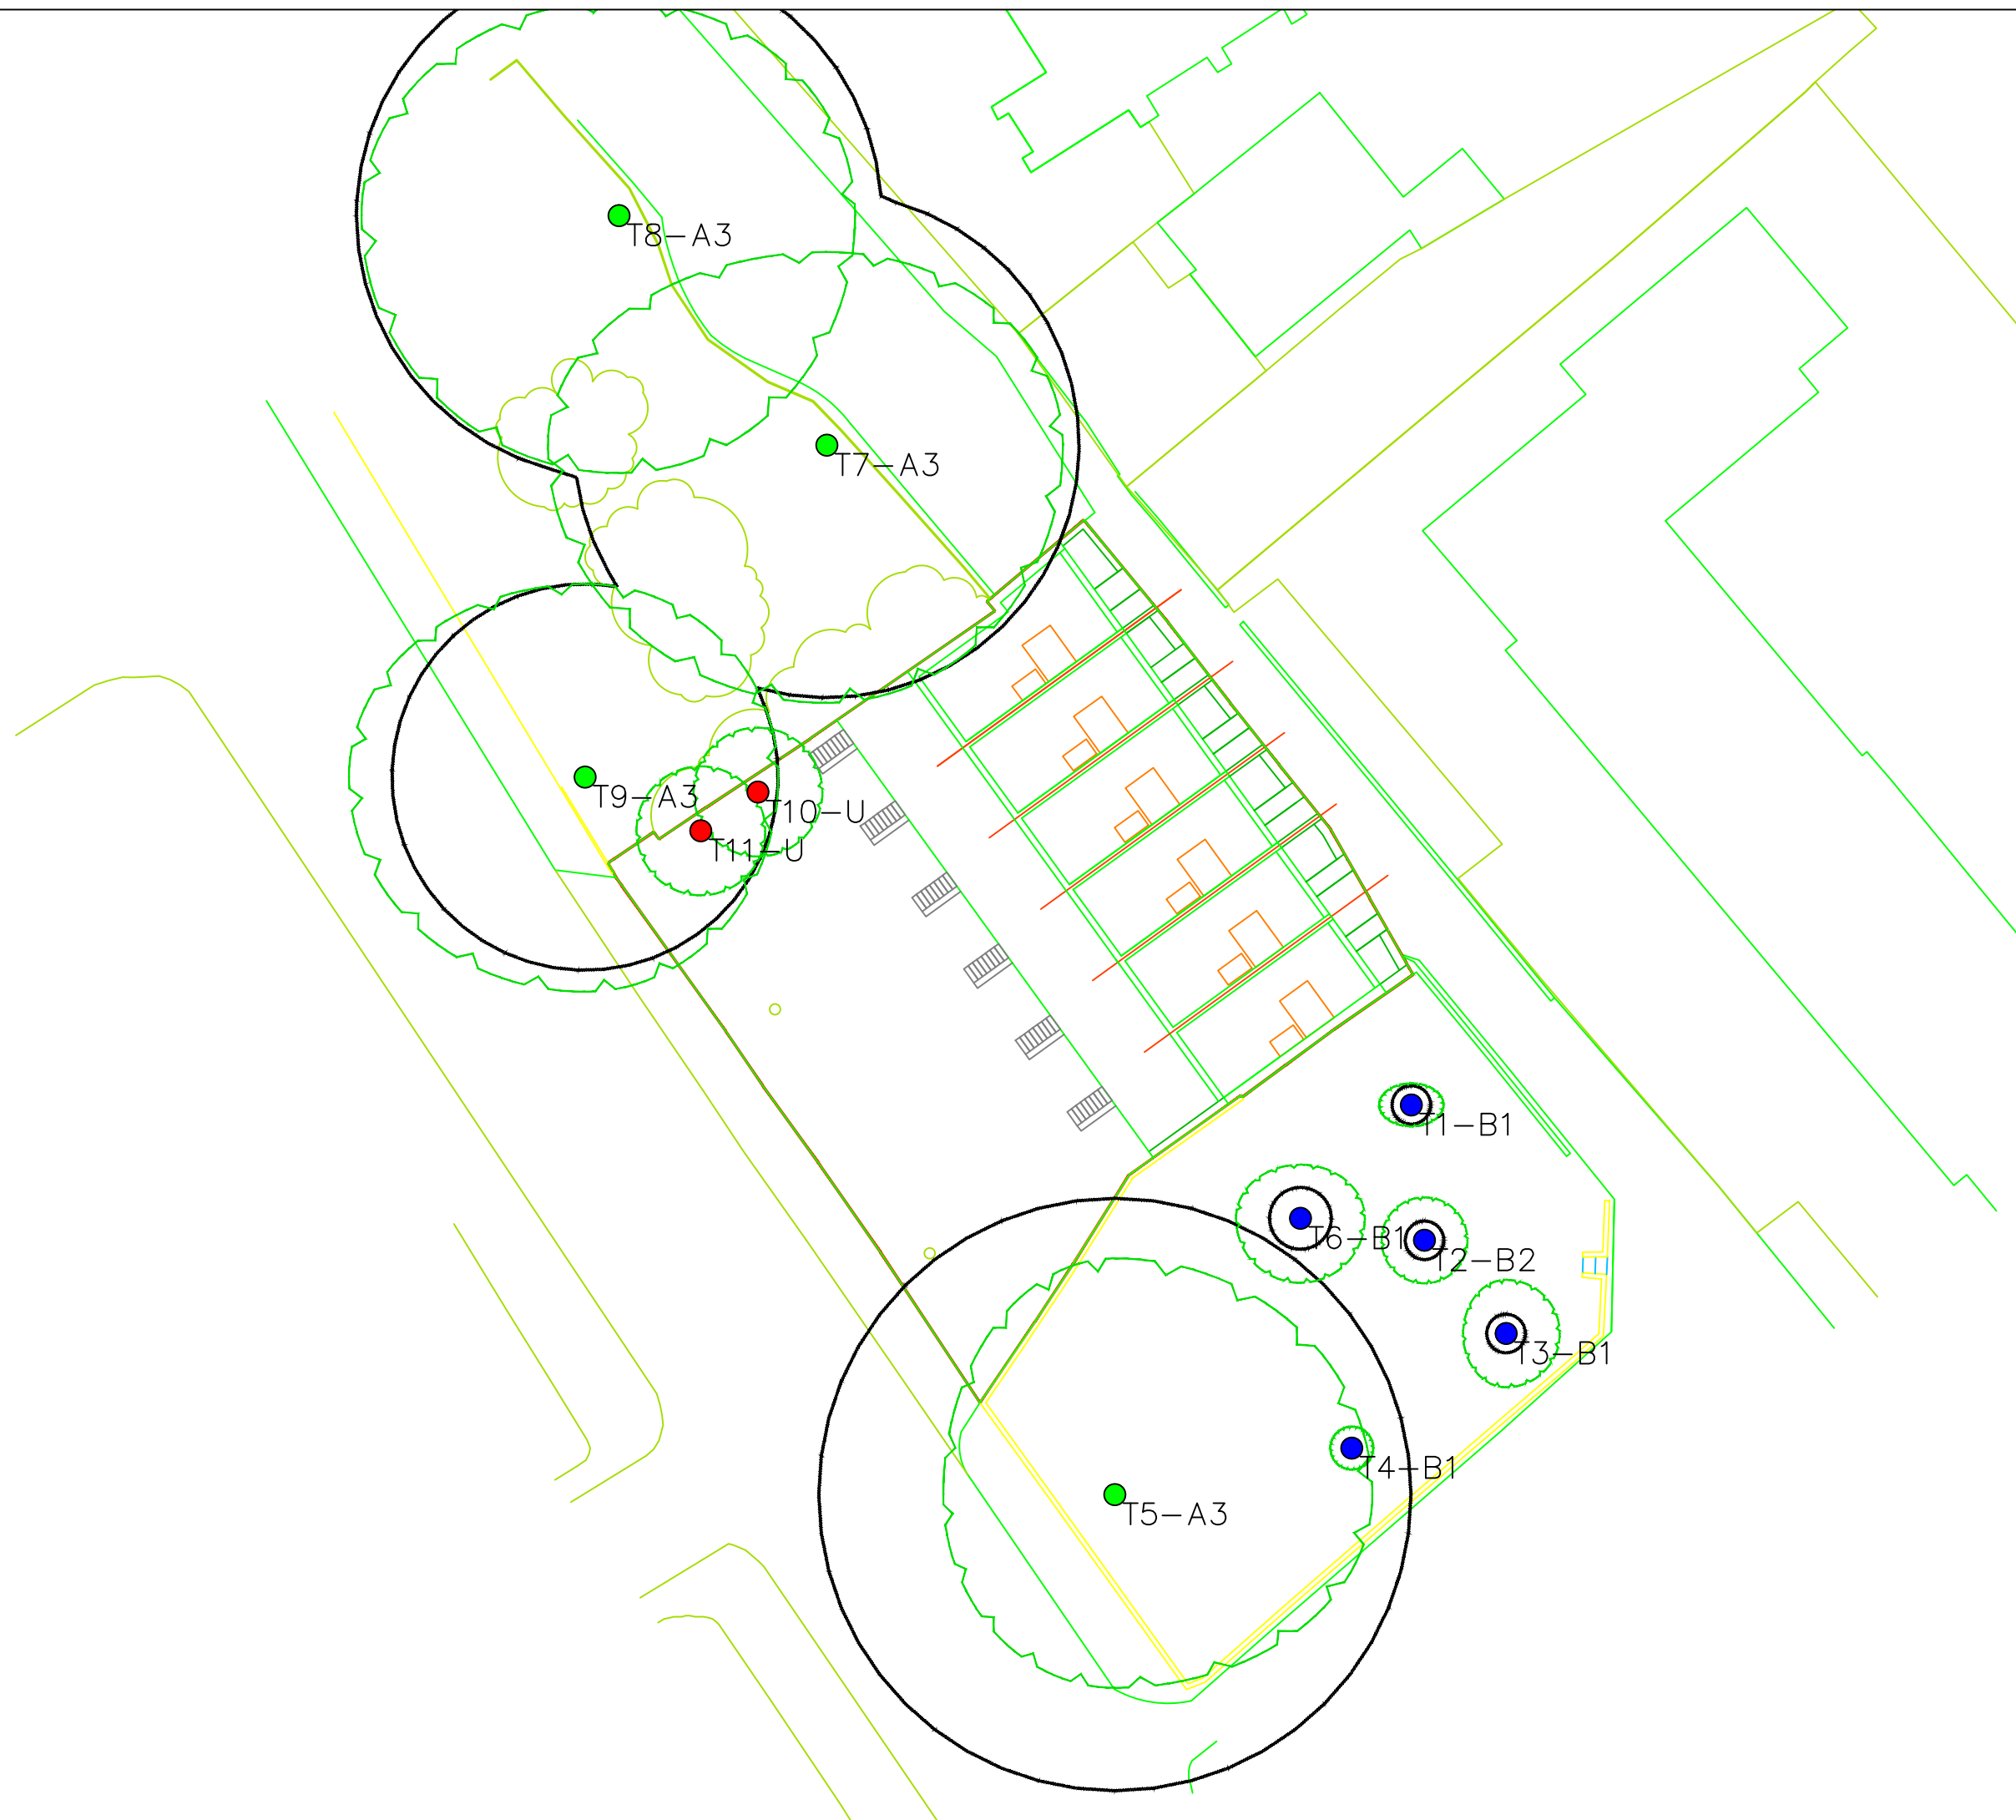 T8-A3
T7-A3
T9-A3
T10-U
T11-U
T1-B1
T6-B1
T2-B2
T3-B1
T4-B1
T5-A3